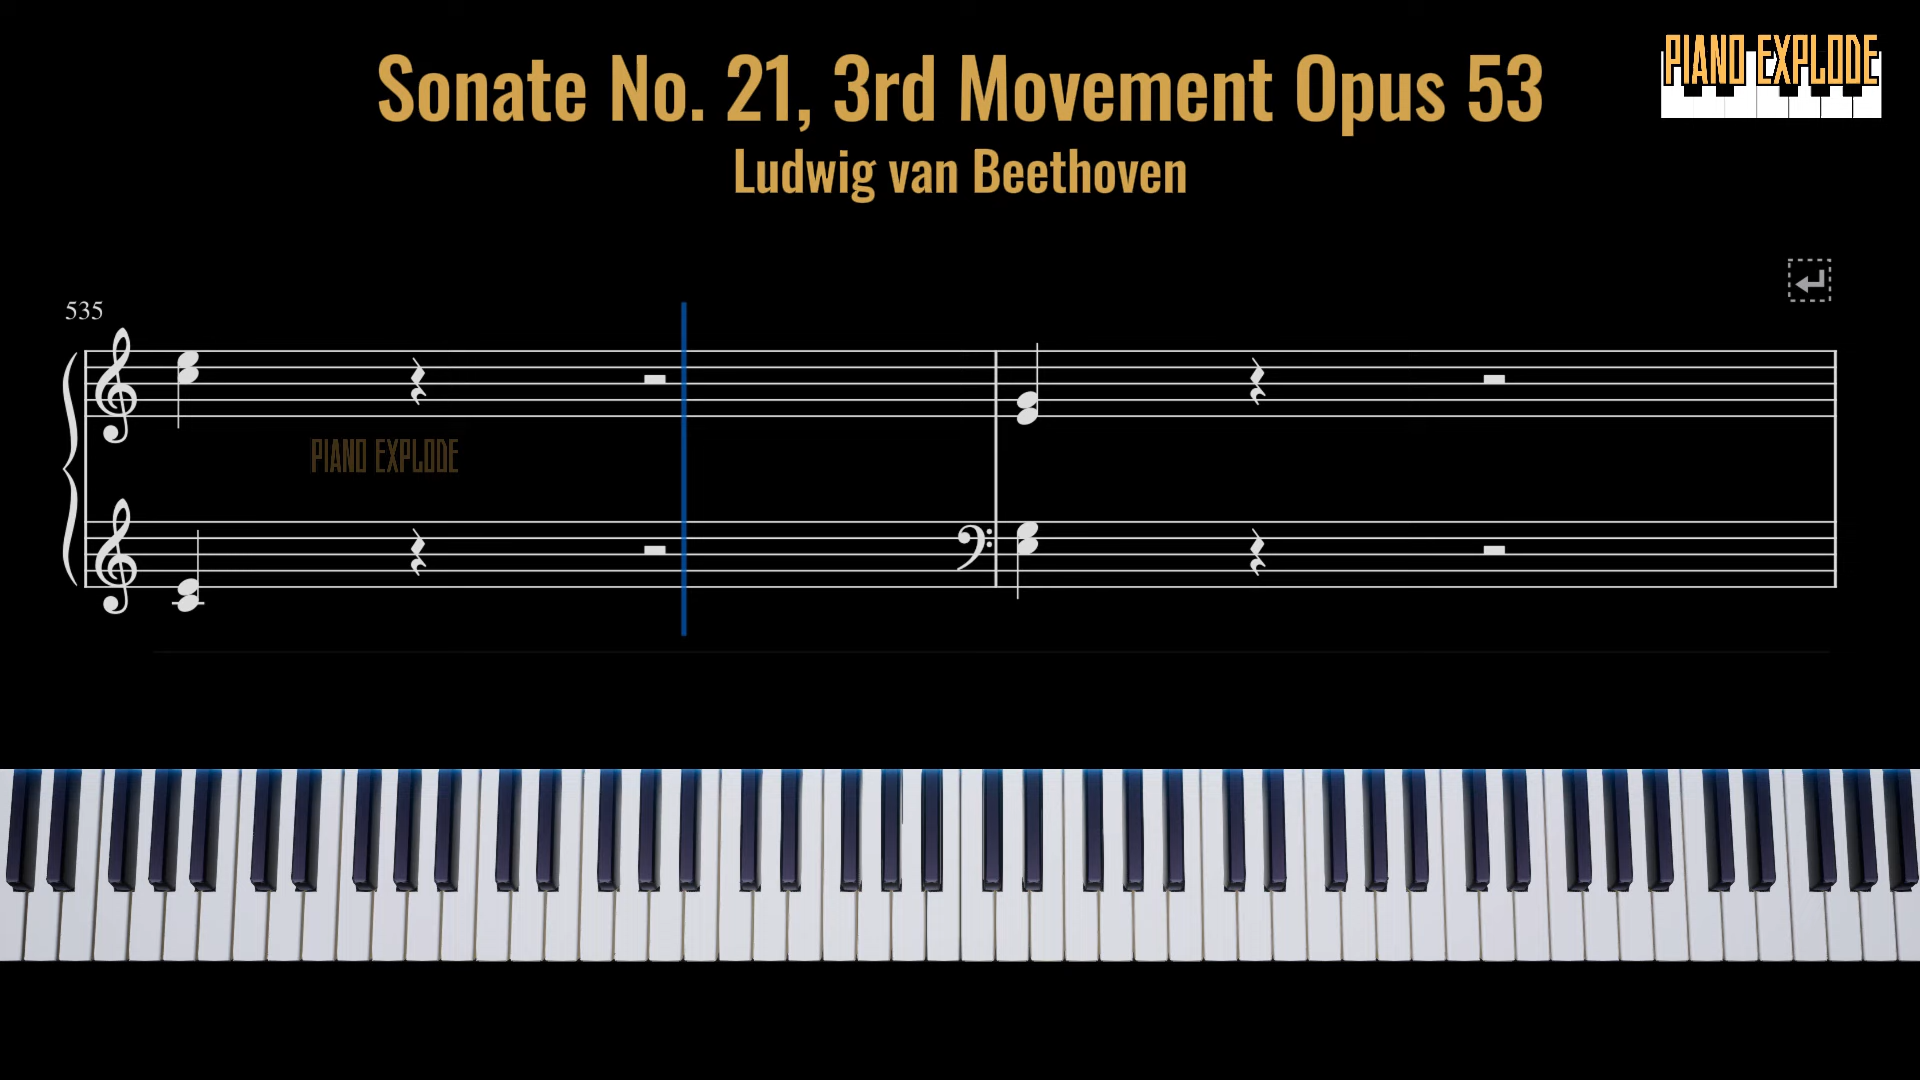 Sonate No. 21, 3rd Movement Opus 53
Ludwig van Beethoven
PIANO EXPLODE
535
PIANO EXPLODE